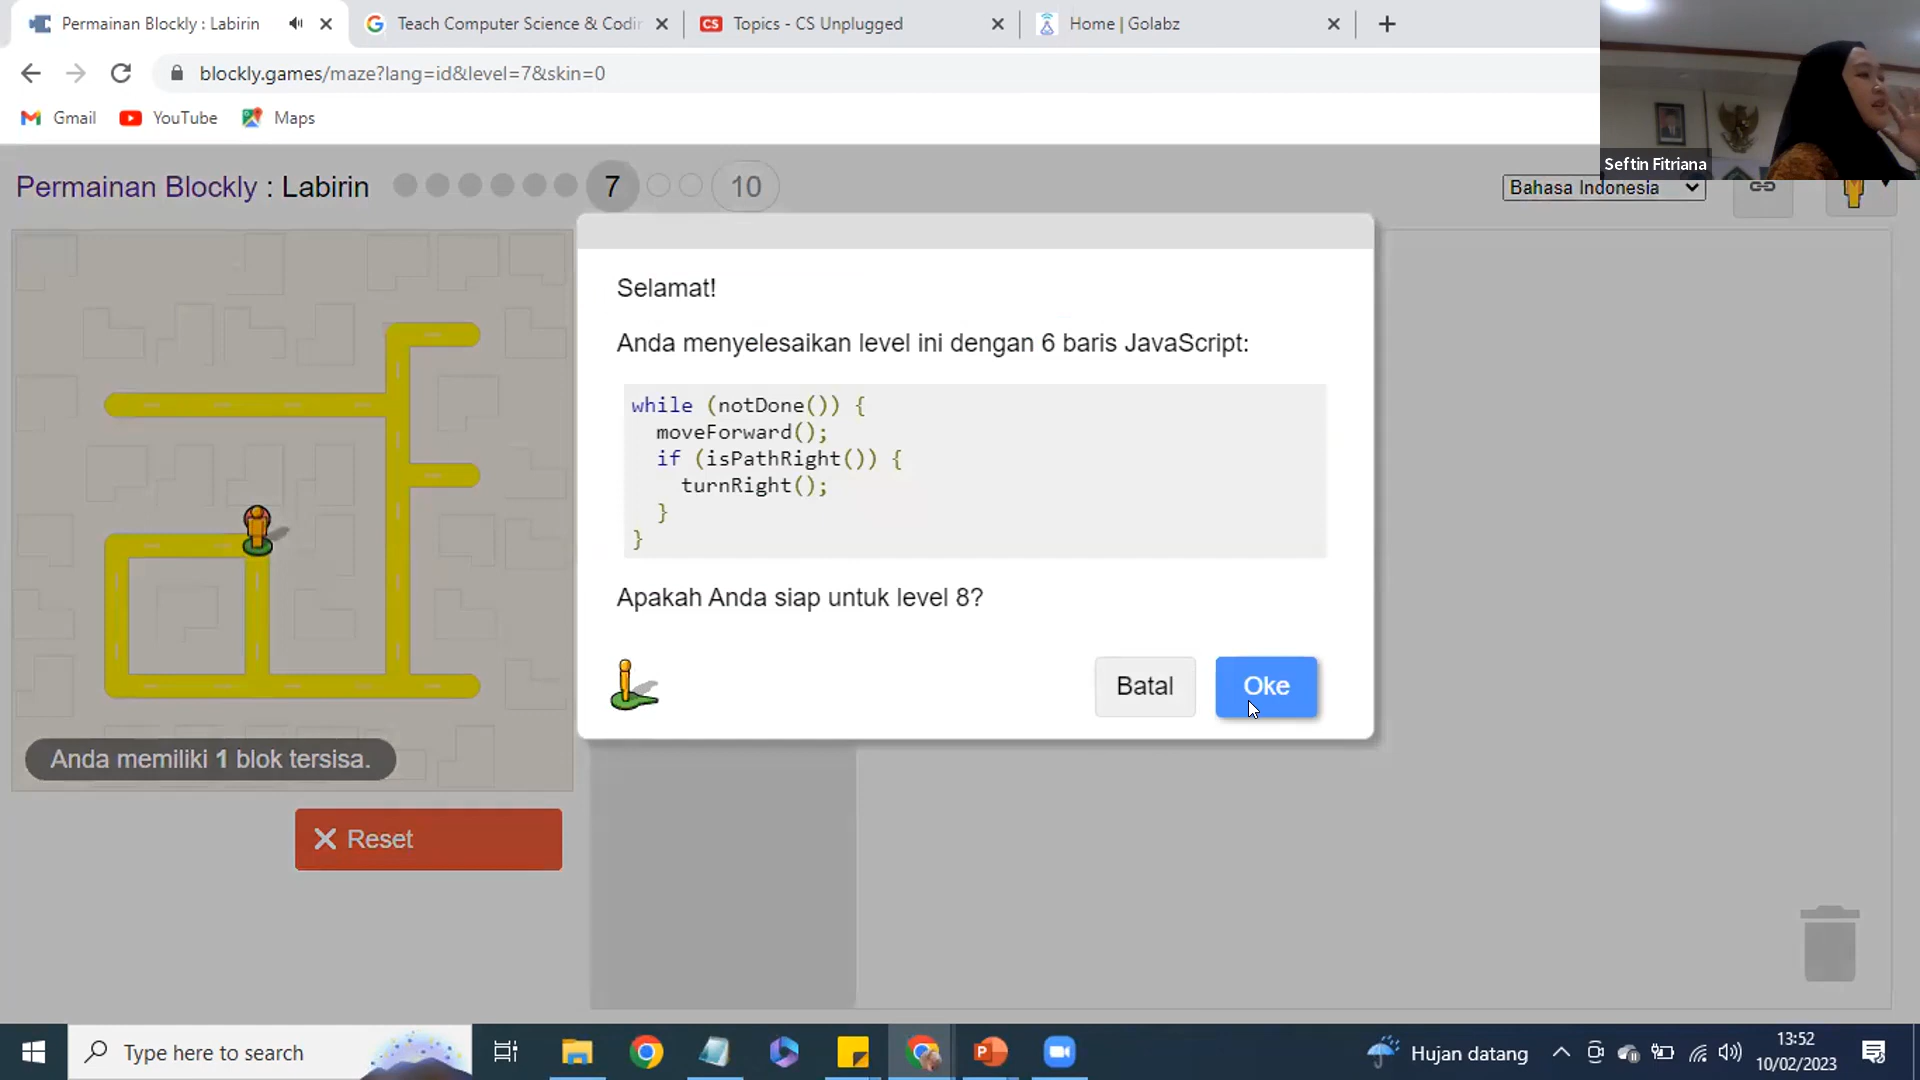 Permainan Blockly : Labirin
Teach Computer Science & Codin
CS
Topics - CS Unplugged
Home | Golabz
blockly.games/maze?lang=id&level=7&skin=0
Gmail
YouTube
Maps
Seftin Fitriana
Permainan Blockly : Labirin
7
10
Bahasa Indonesia
Selamat!
Anda menyelesaikan level ini dengan 6 baris JavaScript:
while (notDone()) {
moveForward();
if (isPathRight()) {
turnRight();
}
}
Apakah Anda siap untuk level 8?
Batal
Oke
Anda memiliki 1 blok tersisa.
Reset
Type here to search
Hujan datang
13:52
10/02/2023